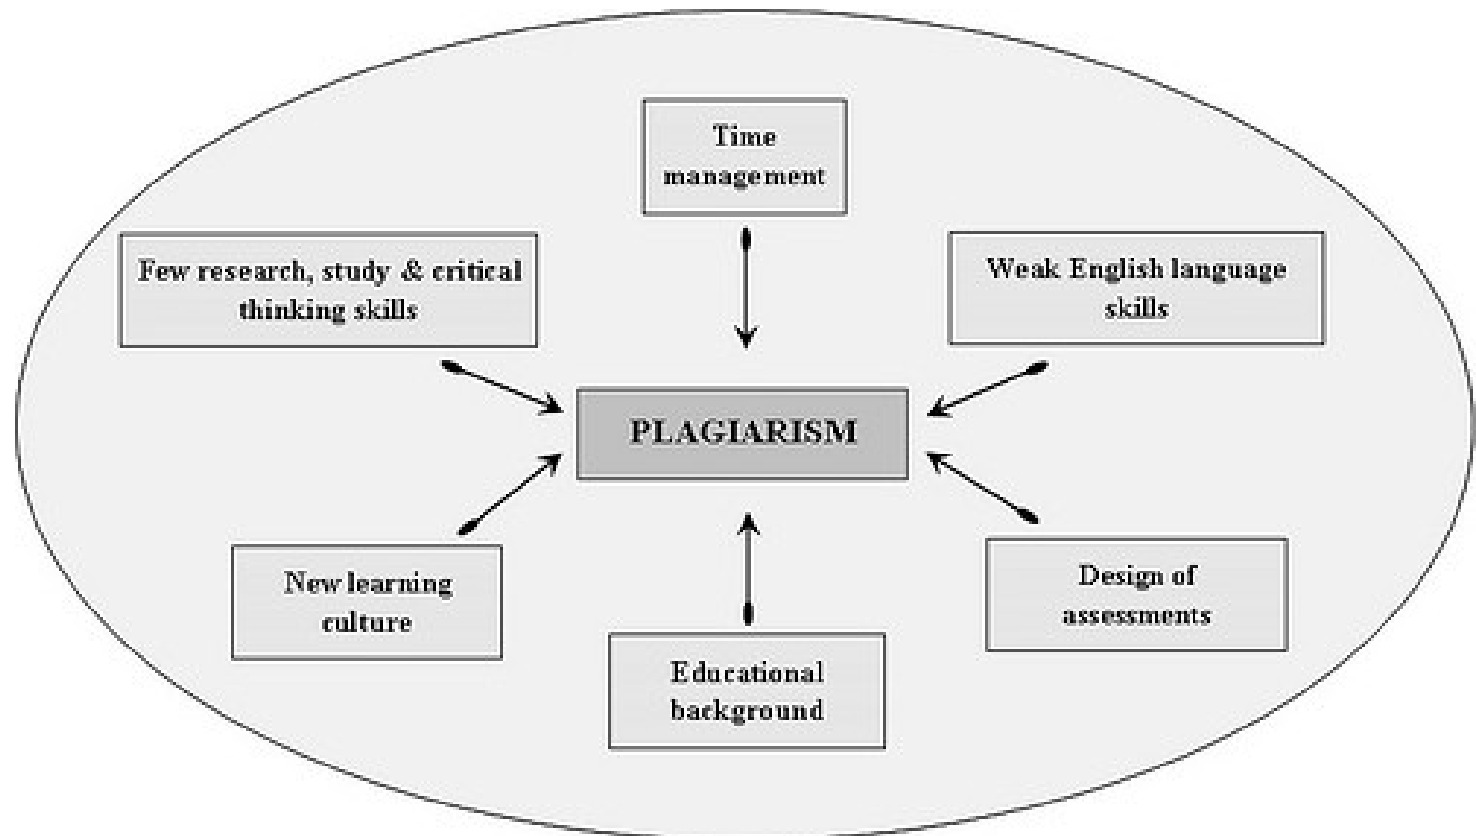 Time
management
Few research, study & critical
thinking skills
Weak English language
skills
PLAGIARISM
New learning
culture
Design of
assessments
Educational
background